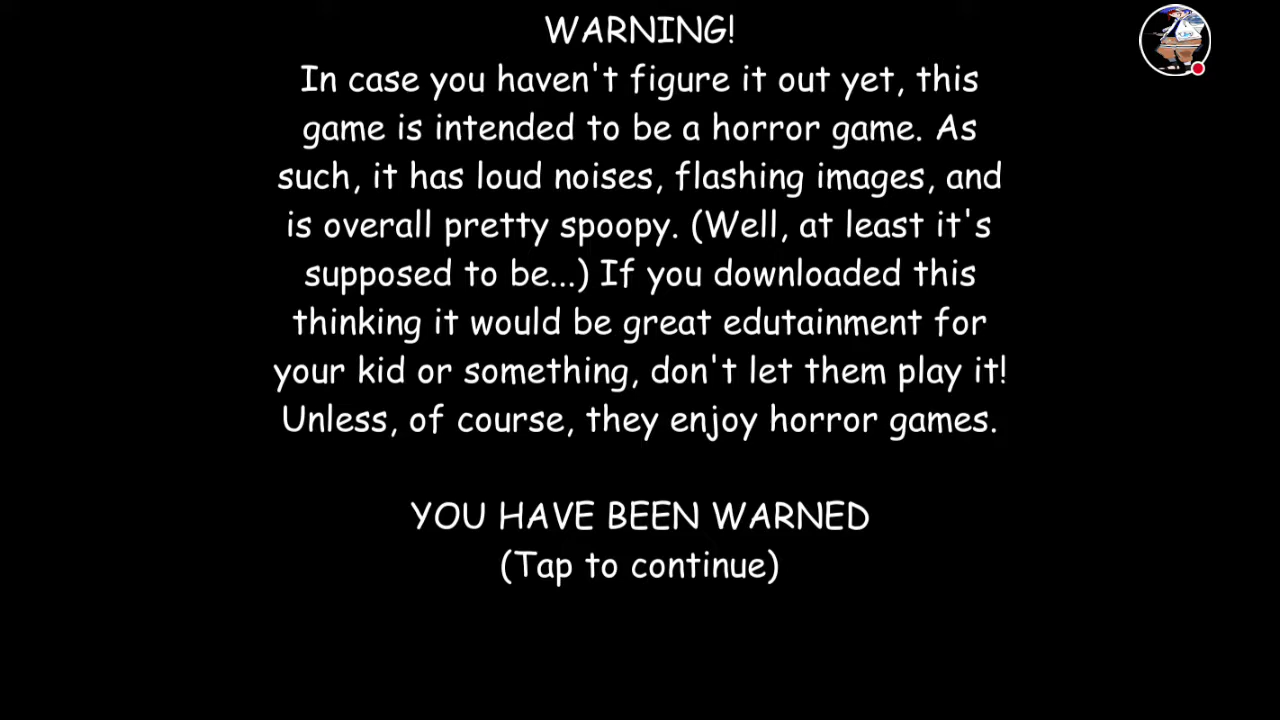 WARNING!
In case you haven't figure it out yet, this
game is intended to be a horror game. As
such, it has loud noises, flashing images, and
is overall pretty spoopy. (Well, at least it's
supposed to be...) If you downloaded this
thinking it would be great edutainment for
your kid or something, don't let them play it!
Unless, of course, they enjoy horror games.
YOU HAVE BEEN WARNED
(Tap to continue)